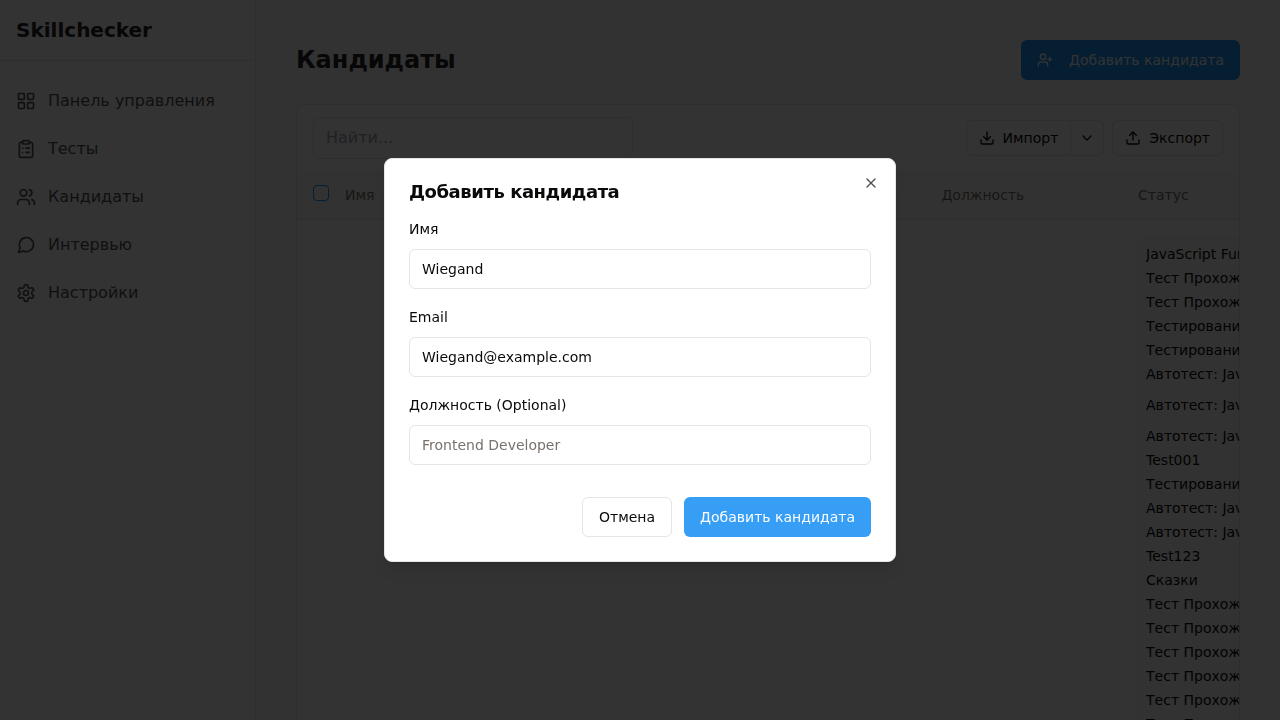 Skillchecker
Панель управления
Тесты
Кандидаты
Интервью
Настройки
Кандидаты
Добавить кандидата
Найти...
Импорт
Экспорт
Имя
Должность
Статус
Добавить кандидата
Имя
Wiegand
Email
Wiegand@example.com
Должность (Optional)
Frontend Developer
Отмена
Добавить кандидата
JavaScript Fu
Тест Прохож
Тест Прохож
Тестировани
Тестировани
Автотест: Jav
Автотест: Jav
Автотест: Jav
Test001
Тестировани
Автотест: Jav
Автотест: Jav
Test123
Сказки
Тест Прохож
Тест Прохож
Тест Прохож
Тест Прохож
Тест Прохож